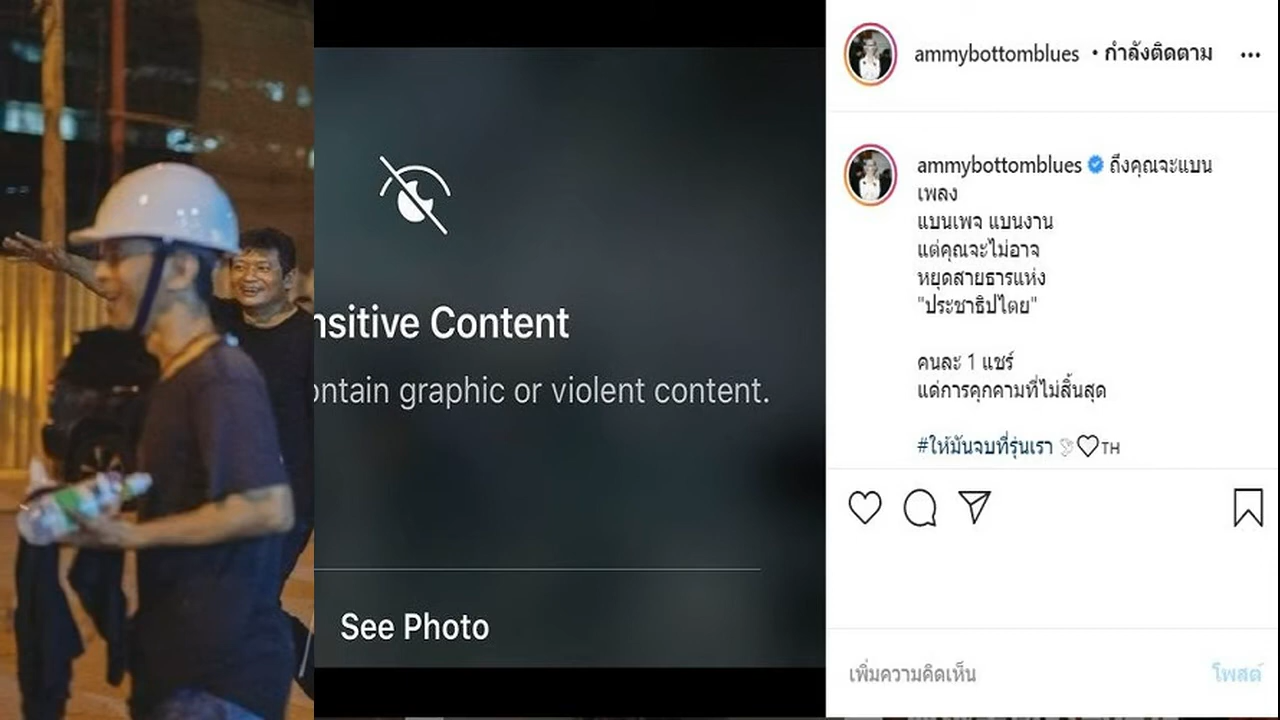 nsitive Content
ontain graphic or violent content.
See Photo
ammybottomblues • กำลังติดตาม
ammybottomblues ถึงคุณจะแบน
เพลง
แบนเพจ แบนงาน
แต่คุณจะไม่อาจ
หยุดสายธารแห่ง
"ประชาธิปไตย"
คนละ 1 แชร์
แด่การคุกคามที่ไม่สิ้นสุด
#ให้มันจบที่รุ่นเรา 🕊♡TH
เพิ่มความคิดเห็น
โพสต์